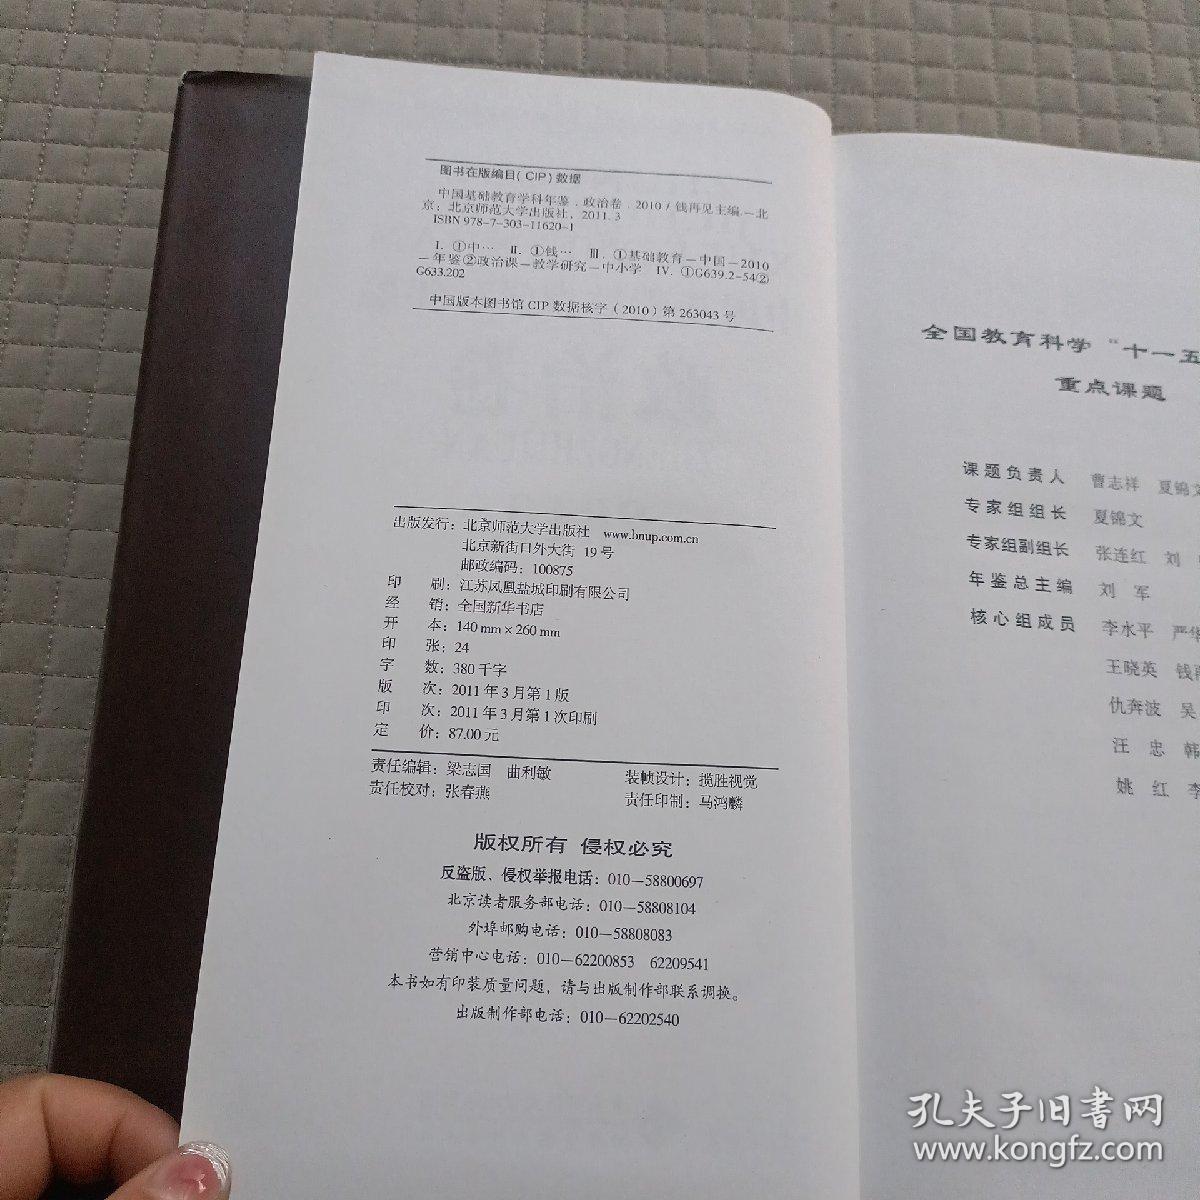 图书在版编目(CIP)数据
中国基础教育学科年鉴.政治卷.2010/钱再见主编.—北
京:北京师范大学出版社,2011.3
ISBN 978-7-303-11620-1
Ⅰ.①中… Ⅱ.①钱… Ⅲ.①基础教育—中国—2010
—年鉴②政治课—教学研究—中小学 Ⅳ.①G639.2-54②
G633.202
中国版本图书馆CIP数据核字(2010)第263043号
出版发行:北京师范大学出版社 www.bnup.com.cn
北京新街口外大街 19号
邮政编码:100875
印 刷:江苏凤凰盐城印刷有限公司
经 销:全国新华书店
开 本:140 mm × 260 mm
印 张:24
字 数:380千字
版 次:2011年3月第1版
印 次:2011年3月第1次印刷
定 价:87.00元
责任编辑:梁志国 曲利敏 装帧设计:揽胜视觉
责任校对:张春燕 责任印制:马鸿麟
版权所有 侵权必究
反盗版、侵权举报电话:010—58800697
北京读者服务部电话:010—58808104
外埠邮购电话:010—58808083
营销中心电话:010—62200853 62209541
本书如有印装质量问题,请与出版制作部联系调换。
出版制作部电话:010—62202540
全国教育科学“十一五
重点课题
课题负责人 曹志祥 夏锦文
专家组组长 夏锦文
专家组副组长 张连红 刘
年鉴总主编 刘 军
核心组成员 李水平 严华
王晓英 钱
仇奔波 吴
汪 忠 韩
姚 红 李
孔夫子旧书网
www.kongfz.com